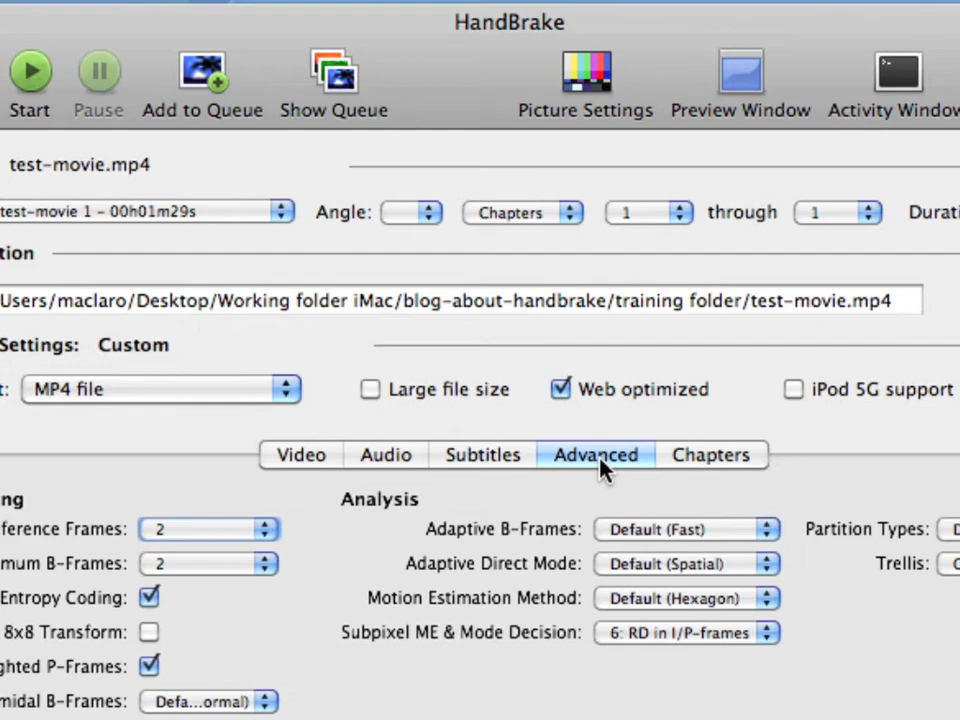 HandBrake
Start Pause Add to Queue Show Queue Picture Settings Preview Window Activity Window
test-movie.mp4
test-movie 1 - 00h01m29s Angle: Chapters 1 through 1 Durati
tion
Users/maclaro/Desktop/Working folder iMac/blog-about-handbrake/training folder/test-movie.mp4
Settings: Custom
t: MP4 file Large file size Web optimized iPod 5G support
Video Audio Subtitles Advanced Chapters
ng Analysis
ference Frames: 2 Adaptive B-Frames: Default (Fast) Partition Types: D
mum B-Frames: 2 Adaptive Direct Mode: Default (Spatial) Trellis:
Entropy Coding: Motion Estimation Method: Default (Hexagon)
8x8 Transform: Subpixel ME & Mode Decision: 6: RD in I/P-frames
ghted P-Frames:
midal B-Frames: Defa...ormal)